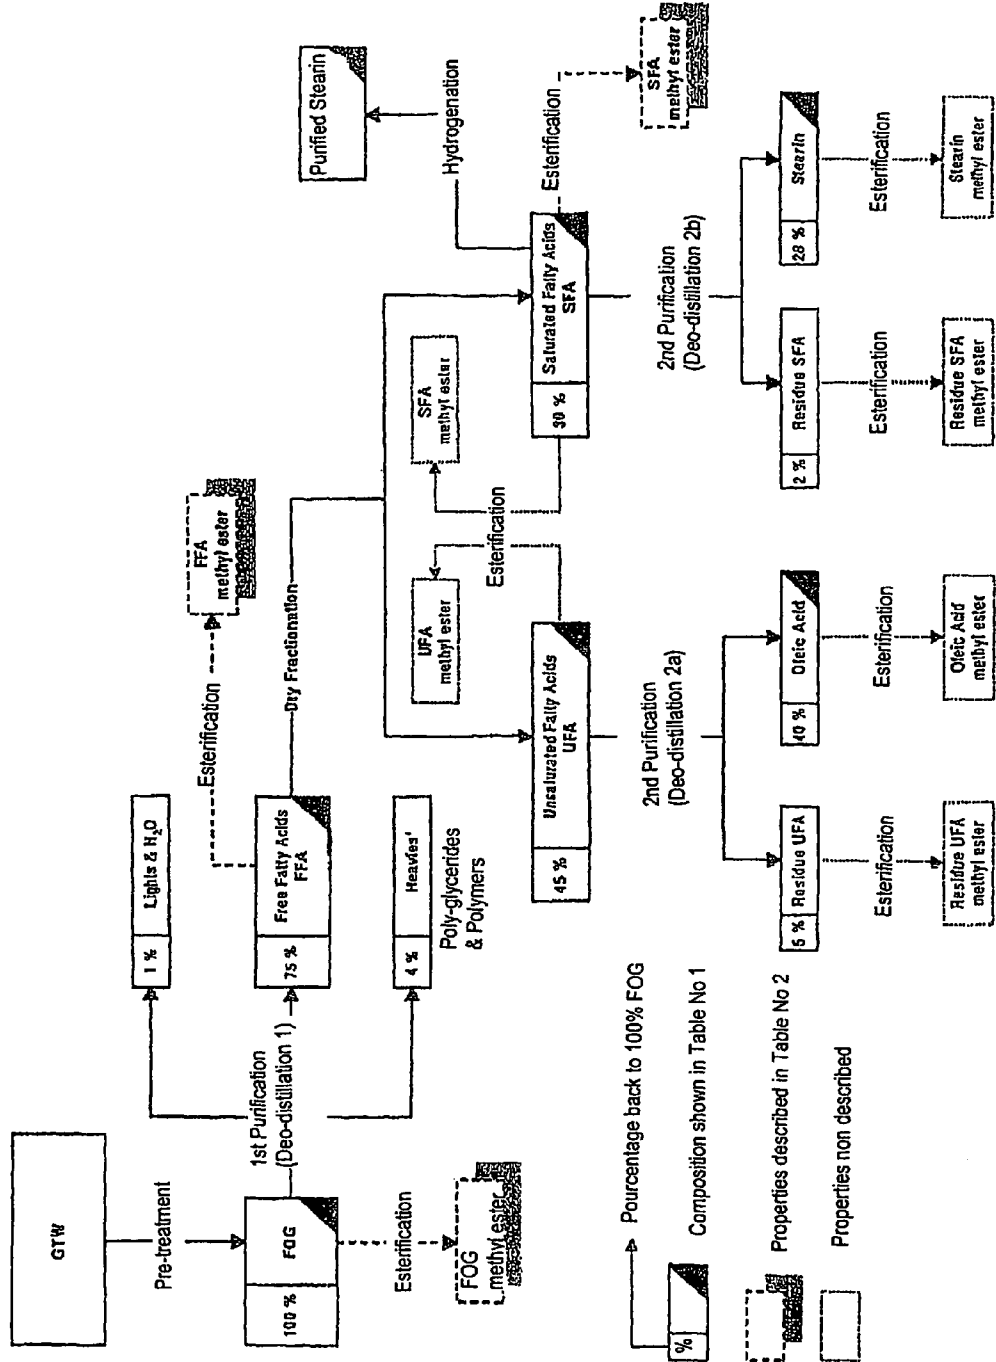 GTW
Pre-treatment
100 %
FOG
Esterification
FOG
methyl ester
1st Purification
(Deo-distillation 1)
1 %
Lights & H₂O
75 %
Free Fatty Acids
FFA
4 %
Heavies'
Poly-glycerides
& Polymers
Esterification
FFA
methyl ester
Dry Fractionation
45 %
Unsaturated Fatty Acids
UFA
30 %
Saturated Fatty Acids
SFA
Esterification
UFA
methyl ester
SFA
methyl ester
Hydrogenation
Purified Stearin
Esterification
SFA
methyl ester
2nd Purification
(Deo-distillation 2a)
5 %
Residue UFA
40 %
Oleic Acid
Esterification
Residue UFA
methyl ester
Esterification
Oleic Acid
methyl ester
2nd Purification
(Deo-distillation 2b)
2 %
Residue SFA
28 %
Stearin
Esterification
Residue SFA
methyl ester
Esterification
Stearin
methyl ester
%
Pourcentage back to 100% FOG
Composition shown in Table No 1
Properties described in Table No 2
Properties non described